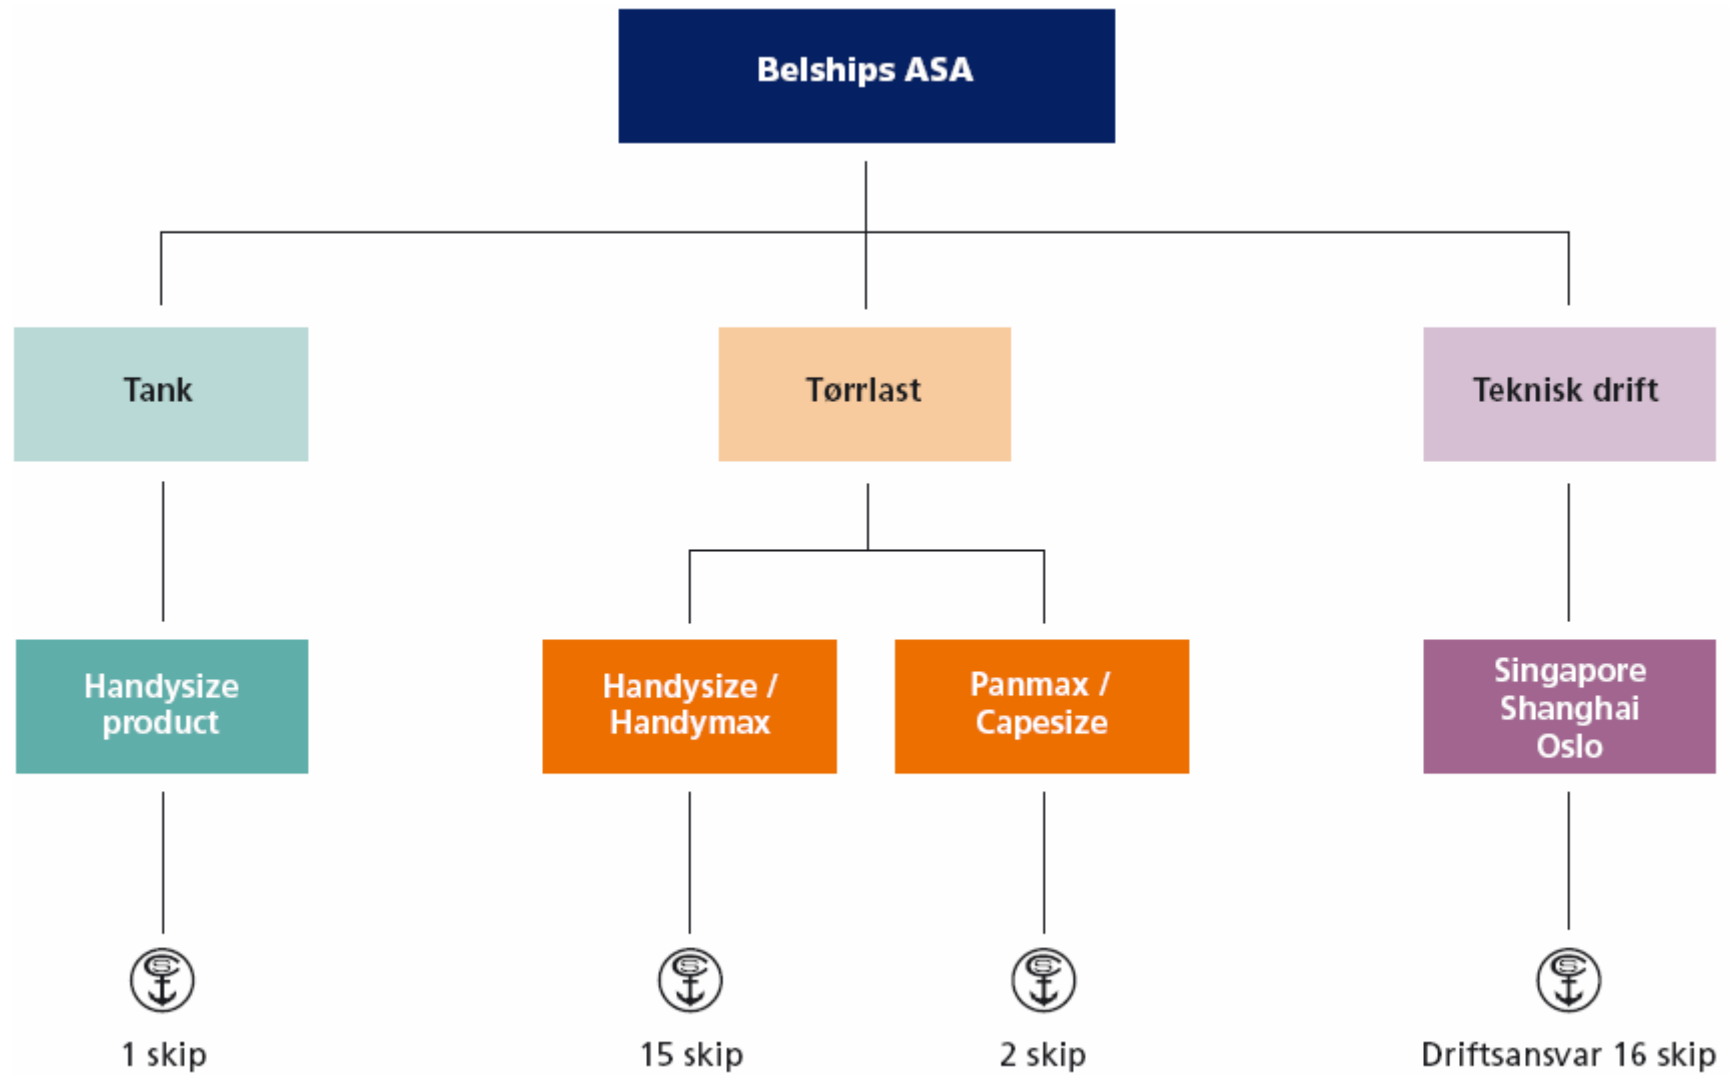 Belships ASA
Tank
Tørrlast
Teknisk drift
Handysize
product
Handysize /
Handymax
Panmax /
Capesize
Singapore
Shanghai
Oslo
1 skip
15 skip
2 skip
Driftsansvar 16 skip